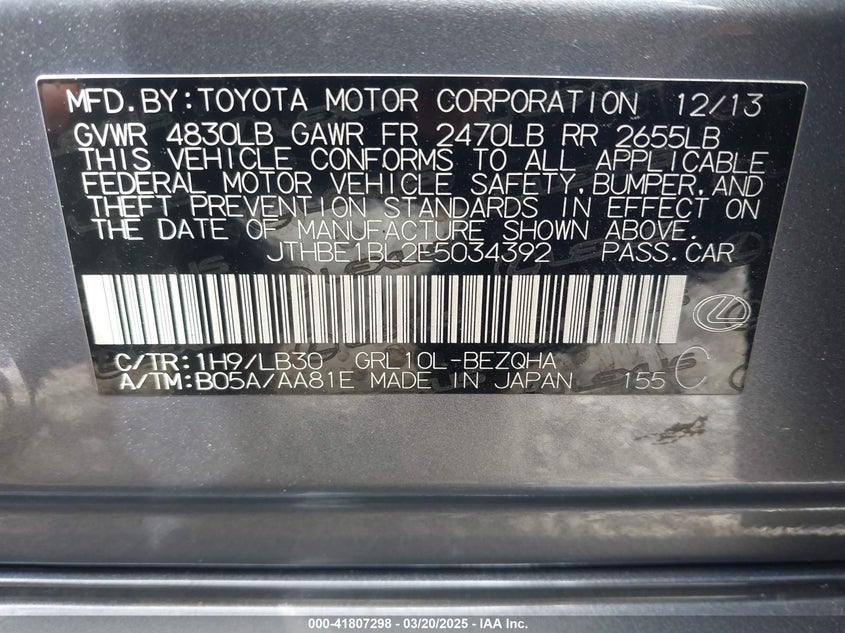 MFD.BY:TOYOTA MOTOR CORPORATION 12/13
GVWR 4830LB GAWR FR 2470LB RR 2655LB
THIS VEHICLE CONFORMS TO ALL APPLICABLE
FEDERAL MOTOR VEHICLE SAFETY,BUMPER,AND
THEFT PREVENTION STANDARDS IN EFFECT ON
THE DATE OF MANUFACTURE SHOWN ABOVE.
JTHBE1BL2E5034392 PASS.CAR
C/TR:1H9/LB30 GRL10L-BEZQHA
A/TM:B05A/AA81E MADE IN JAPAN 155
000-41807298 - 03/20/2025 - IAA Inc.